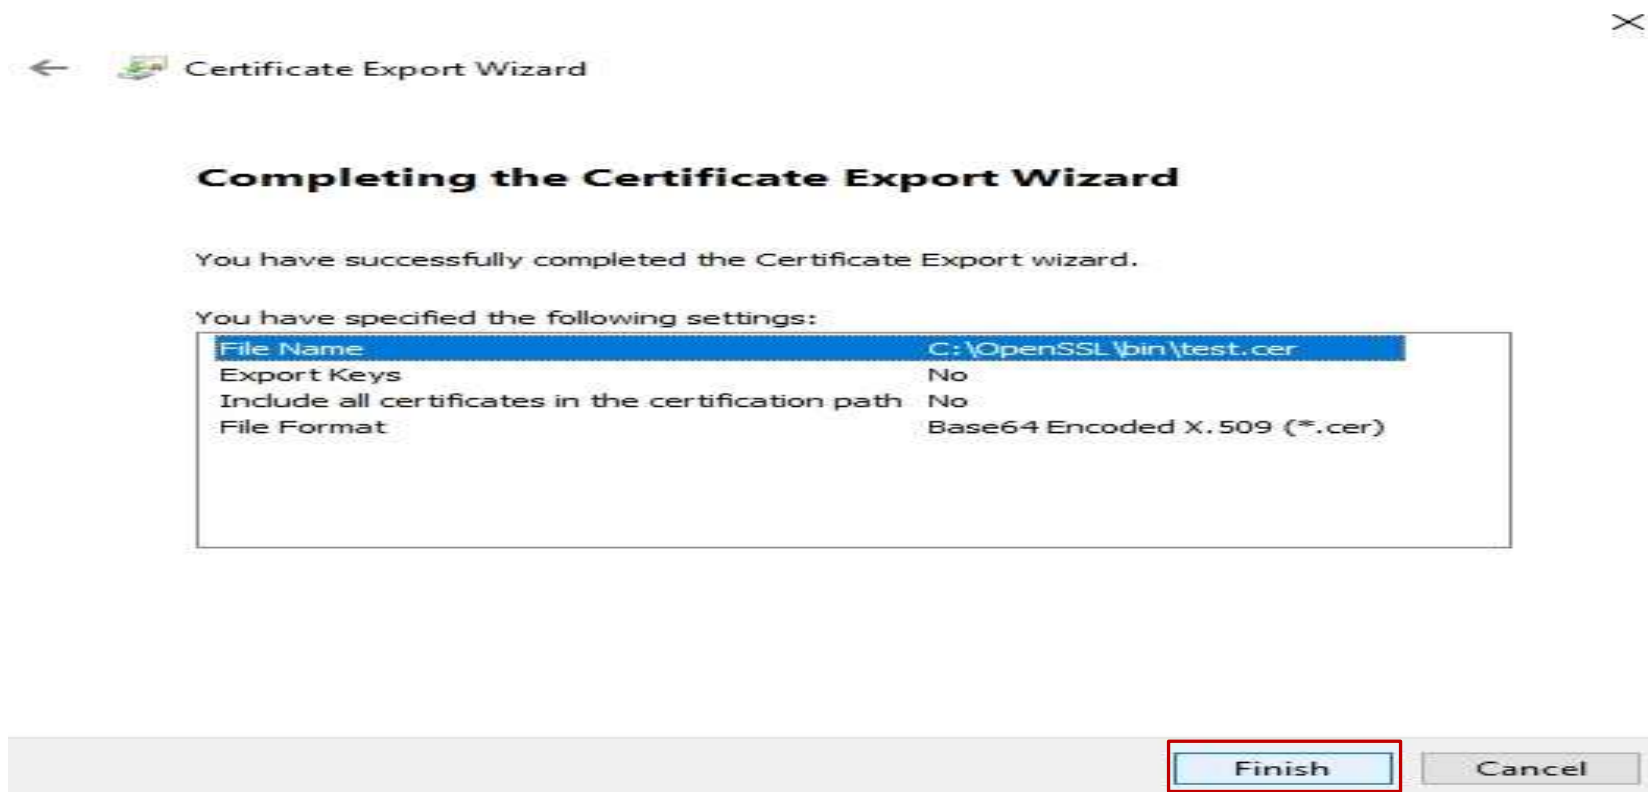 Certificate Export Wizard
Completing the Certificate Export Wizard
You have successfully completed the Certificate Export wizard.
You have specified the following settings:
File Name C:\OpenSSL\bin\test.cer
Export Keys No
Include all certificates in the certification path No
File Format Base64 Encoded X.509 (*.cer)
Finish Cancel